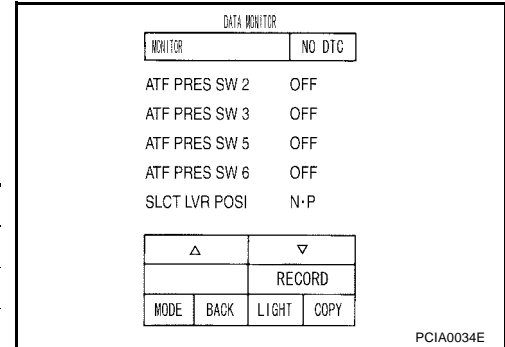 DATA MONITOR
MONITOR NO DTC
ATF PRES SW 2 OFF
ATF PRES SW 3 OFF
ATF PRES SW 5 OFF
ATF PRES SW 6 OFF
SLCT LVR POSI N·P
△ ▽
RECORD
MODE BACK LIGHT COPY
PCIA0034E